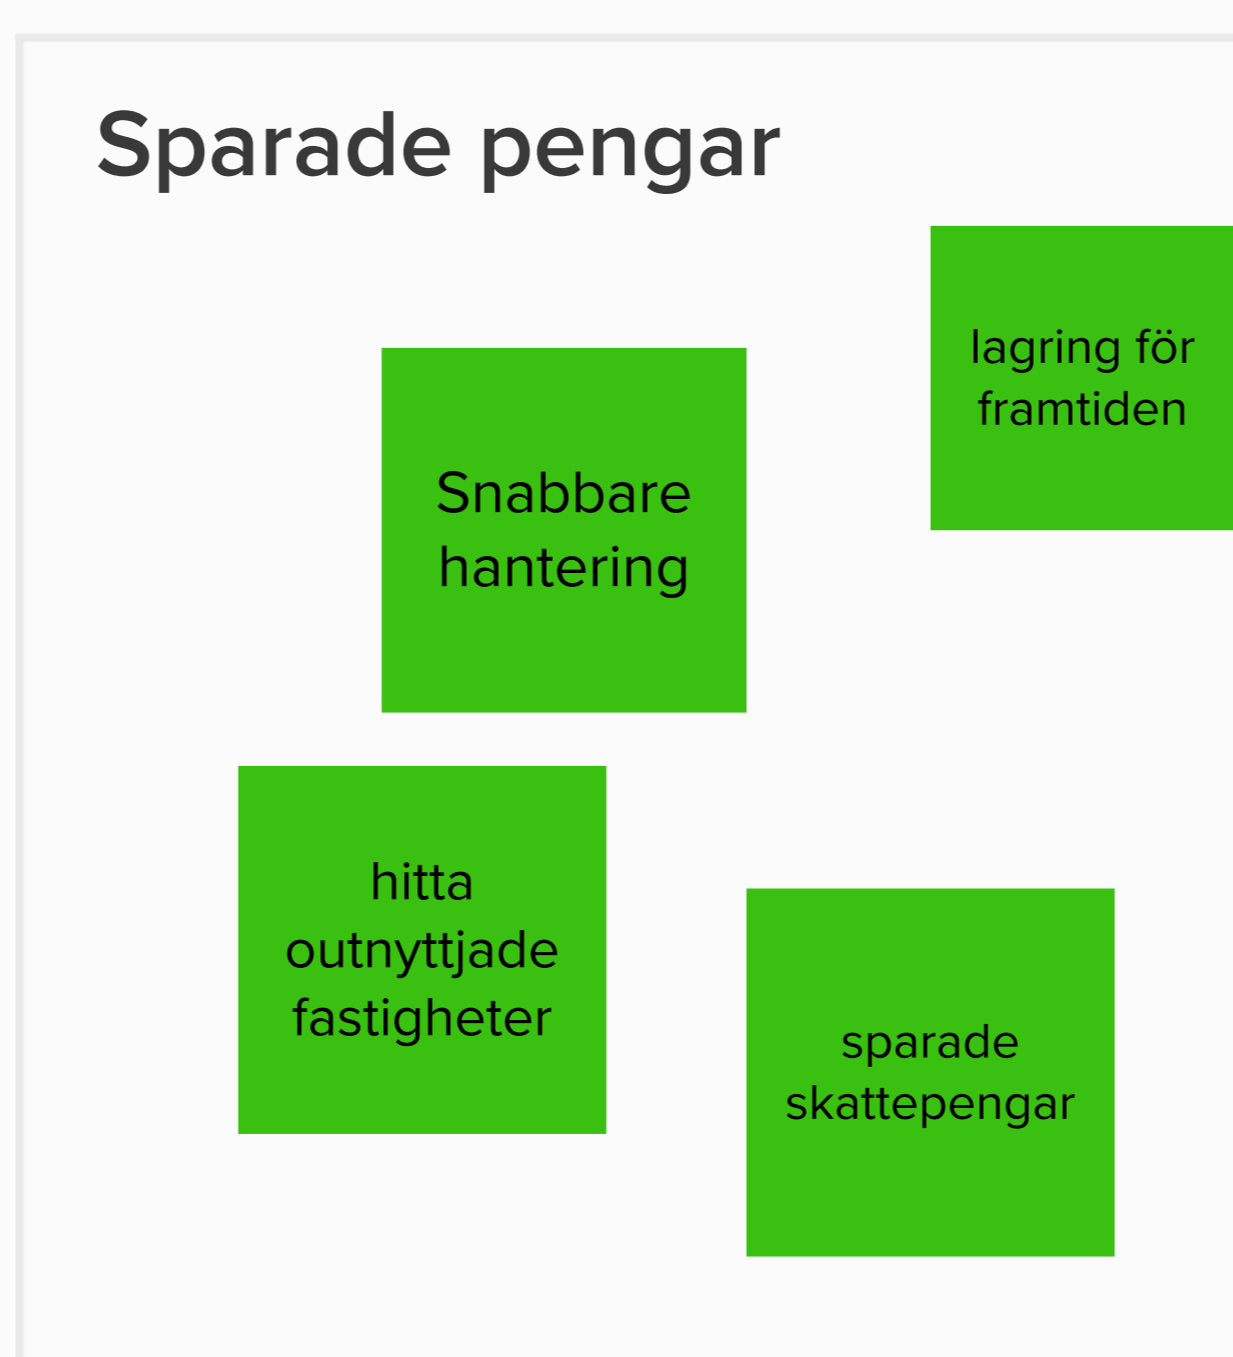 Sparade pengar
lagring för
framtiden
Snabbare
hantering
hitta
outnyttjade
fastigheter
sparade
skattepengar